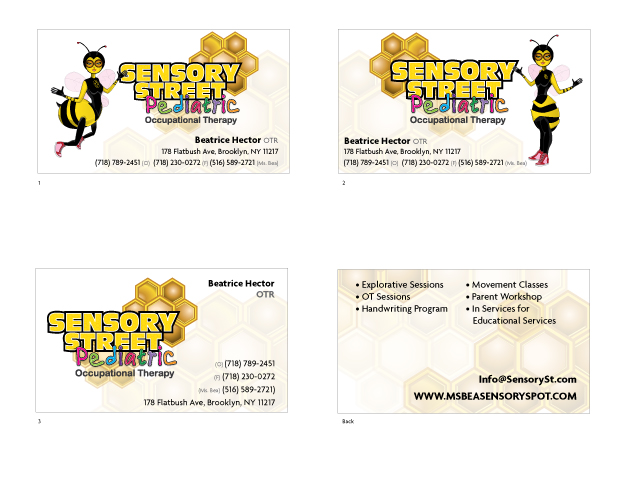 SENSORY
STREET
Pediatric
Occupational Therapy
Beatrice Hector OTR
178 Flatbush Ave, Brooklyn, NY 11217
(718) 789-2451 (O) (718) 230-0272 (F) (516) 589-2721 (Ms. Bea)
1
SENSORY
STREET
Pediatric
Occupational Therapy
Beatrice Hector OTR
178 Flatbush Ave, Brooklyn, NY 11217
(718) 789-2451 (O) (718) 230-0272 (F) (516) 589-2721 (Ms. Bea)
2
Beatrice Hector
OTR
SENSORY
STREET
Pediatric
Occupational Therapy
(O) (718) 789-2451
(F) (718) 230-0272
(Ms. Bea) (516) 589-2721)
178 Flatbush Ave, Brooklyn, NY 11217
3
• Explorative Sessions
• OT Sessions
• Handwriting Program
• Movement Classes
• Parent Workshop
• In Services for
Educational Services
Info@SensorySt.com
WWW.MSBEASENSORYSPOT.COM
Back